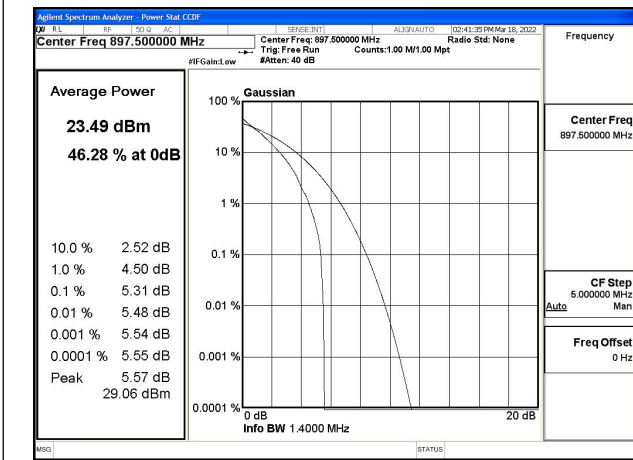 Agilent Spectrum Analyzer - Power Stat CCDF
LXI RL RF 50 Ω AC SENSE:INT ALIGN AUTO 02:41:35 PM Mar 18, 2022
Center Freq 897.500000 MHz
Center Freq: 897.500000 MHz Radio Std: None
Trig: Free Run Counts:1.00 M/1.00 Mpt
#IFGain:Low #Atten: 40 dB
Frequency
Average Power
23.49 dBm
46.28 % at 0dB
10.0 % 2.52 dB
1.0 % 4.50 dB
0.1 % 5.31 dB
0.01 % 5.48 dB
0.001 % 5.54 dB
0.0001 % 5.55 dB
Peak 5.57 dB
29.06 dBm
Gaussian
100 %
10 %
1 %
0.1 %
0.01 %
0.001 %
0.0001 %
0 dB 20 dB
Info BW 1.4000 MHz
Center Freq
897.500000 MHz
CF Step
5.000000 MHz
Auto Man
Freq Offset
0 Hz
MSG STATUS